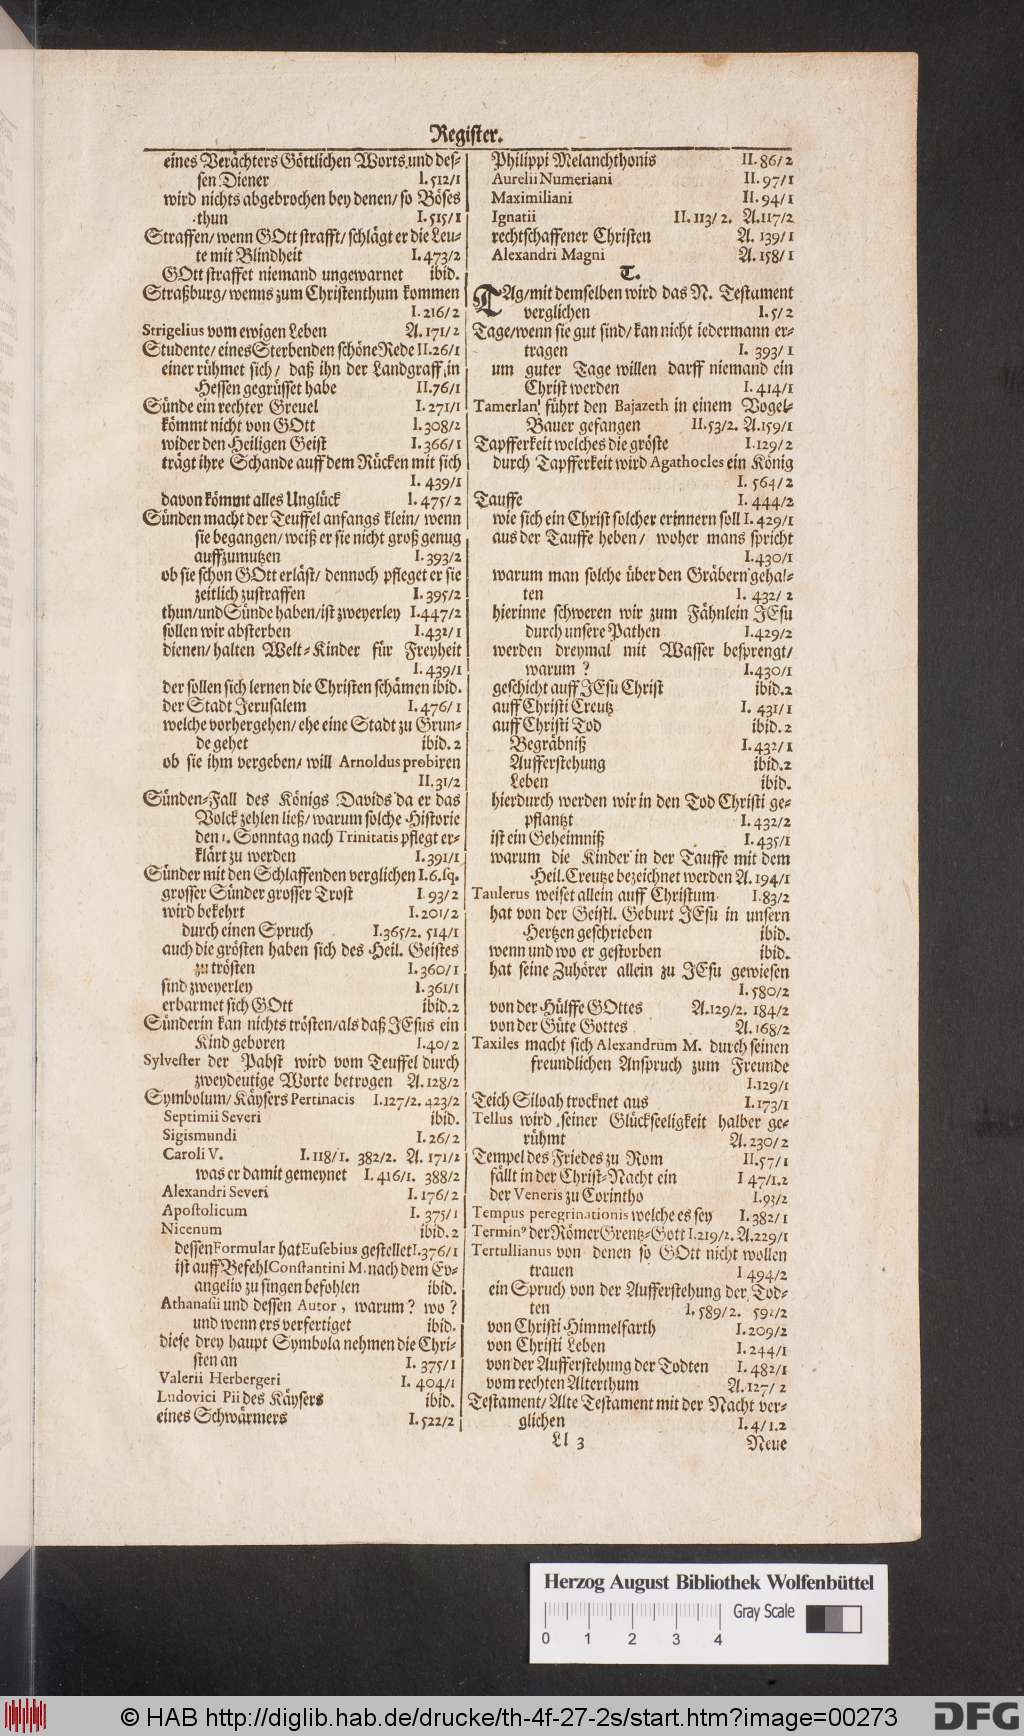 Register.
eines Verächters Göttlichen Worts und des-
sen Diener I. 512/1
wird nichts abgebrochen bey denen/ so Böses
thun I. 515/1
Straffen/ wenn GOtt strafft/ schlägt er die Leu-
te mit Blindheit I. 473/2
GOtt straffet niemand ungewarnet ibid.
Straßburg/ wenns zum Christenthum kommen
I. 216/2
Strigelius vom ewigen Leben A. 171/2
Studente/ eines Sterbenden schöne Rede II. 26/1
einer rühmet sich/ daß ihn der Landgraff in
Hessen gegrüsset habe II. 76/1
Sünde ein rechter Greuel I. 271/1
kömmt nicht von GOtt I. 308/2
wider den Heiligen Geist I. 366/1
trägt ihre Schande auff dem Rücken mit sich
I. 439/1
davon kömmt alles Unglück I. 475/2
Sünden macht der Teuffel anfangs klein/ wenn
sie begangen/ weiß er sie nicht groß genug
auffzumutzen I. 393/2
ob sie schon GOtt erläst/ dennoch pfleget er sie
zeitlich zustraffen I. 395/2
thun/ und Sünde haben/ ist zweyerley I. 447/2
sollen wir absterben I. 432/1
dienen/ halten Welt-Kinder für Freyheit
I. 439/1
der sollen sich lernen die Christen schämen ibid.
der Stadt Jerusalem I. 476/1
welche vorhergehen/ ehe eine Stadt zu Grun-
de gehet ibid. 2
ob sie ihm vergeben/ will Arnoldus probiren
II. 31/2
Sünden-Fall des Königs Davids da er das
Volck zehlen ließ/ warum solche Historie
den 1. Sonntag nach Trinitatis pflegt er-
klärt zu werden I. 391/1
Sünder mit den Schlaffenden verglichen I. 6. sq.
grosser Sünder grosser Trost I 93/2
wird bekehrt I. 201/2
durch einen Spruch I. 365/2. 514/1
auch die grösten haben sich des Heil. Geistes
zu trösten I. 360/1
sind zweyerley I. 361/1
erbarmet sich GOtt ibid. 2
Sünderin kan nichts trösten/ als daß JEsus ein
Kind geboren I. 40/2
Sylvester der Pabst wird vom Teuffel durch
zweydeutige Worte betrogen A. 128/2
Symbolum/ Käysers Pertinacis I. 127/2. 423/2
Septimii Severi ibid.
Sigismundi I. 26/2
Caroli V. I. 118/1. 382/2. A. 171/2
was er damit gemeynet I. 416/1. 388/2
Alexandri Severi I. 176/2
Apostolicum I. 375/1
Nicenum ibid. 2
dessen Formular hat Eusebius gestellet I. 376/1
ist auff Befehl Constantini M. nach dem Ev-
angelio zu singen befohlen ibid.
Athanasii und dessen Autor, warum? wo?
und wenn ers verfertiget ibid.
diese drey haupt Symbola nehmen die Chri-
sten an I. 375/1
Valerii Herbergeri I. 404/1
Ludovici Pii des Käysers ibid.
eines Schwärmers I. 522/2
Philippi Melanchthonis II. 86/2
Aurelii Numeriani II. 97/1
Maximiliani II. 94/1
Ignatii II. 113/2. A. 117/2
rechtschaffener Christen A. 139/1
Alexandri Magni A. 158/1
T.
TAg/ mit demselben wird das N. Testament
verglichen I. 5/2
Tage/ wenn sie gut sind/ kan nicht iedermann er-
tragen I. 393/1
um guter Tage willen darff niemand ein
Christ werden I. 414/1
Tamerlan' führt den Bajazeth in einem Vogel-
Bauer gefangen II. 53/2. A. 159/1
Tapfferkeit welches die gröste I. 129/2
durch Tapfferkeit wird Agathocles ein König
I. 564/2
Tauffe I. 444/2
wie sich ein Christ solcher erinnern soll I. 429/1
aus der Tauffe heben/ woher mans spricht
I. 430/1
warum man solche über den Gräbern gehal-
ten I. 432/2
hierinne schweren wir zum Fähnlein JEsu
durch unsere Pathen I. 429/2
werden dreymal mit Wasser besprengt/
warum? I. 430/1
geschicht auff JEsu Christ ibid. 2
auff Christi Creutz I. 431/1
auff Christi Tod ibid. 2
Begräbniß I. 432/1
Aufferstehung ibid. 2
Leben ibid.
hierdurch werden wir in den Tod Christi ge-
pflantzt I. 432/2
ist ein Geheimniß I. 435/1
warum die Kinder in der Tauffe mit dem
Heil. Creutze bezeichnet werden A. 194/1
Taulerus weiset allein auff Christum I. 83/2
hat von der Geistl. Geburt JEsu in unsern
Hertzen geschrieben ibid.
wenn und wo er gestorben ibid.
hat seine Zuhörer allein zu JEsu gewiesen
I. 580/2
von der Hülffe GOttes A. 129/2. 184/2
von der Güte Gottes A. 168/2
Taxiles macht sich Alexandrum M. durch seinen
freundlichen Anspruch zum Freunde
I. 129/1
Teich Siloah trocknet aus I. 173/1
Tellus wird seiner Glückseeligkeit halber ge-
rühmt A. 230/2
Tempel des Friedes zu Rom II. 57/1
fällt in der Christ-Nacht ein I 47/1.2
der Veneris zu Corintho I. 93/2
Tempus peregrinationis welche es sey I. 382/1
Termin⁹ der Römer Grentz-Gott I. 219/2. A. 229/1
Tertullianus von denen so GOtt nicht wollen
trauen I 494/2
ein Spruch von der Aufferstehung der Tod-
ten I. 589/2. 592/2
von Christi Himmelfarth I. 209/2
von Christi Leben I. 244/1
von der Aufferstehung der Todten I. 482/1
vom rechten Alterthum A. 127/2
Testament/ Alte Testament mit der Nacht ver-
glichen I. 4/1.2
Ll 3 Neue
Herzog August Bibliothek Wolfenbüttel
Gray Scale
0 1 2 3 4
© HAB http://diglib.hab.de/drucke/th-4f-27-2s/start.htm?image=00273
DFG